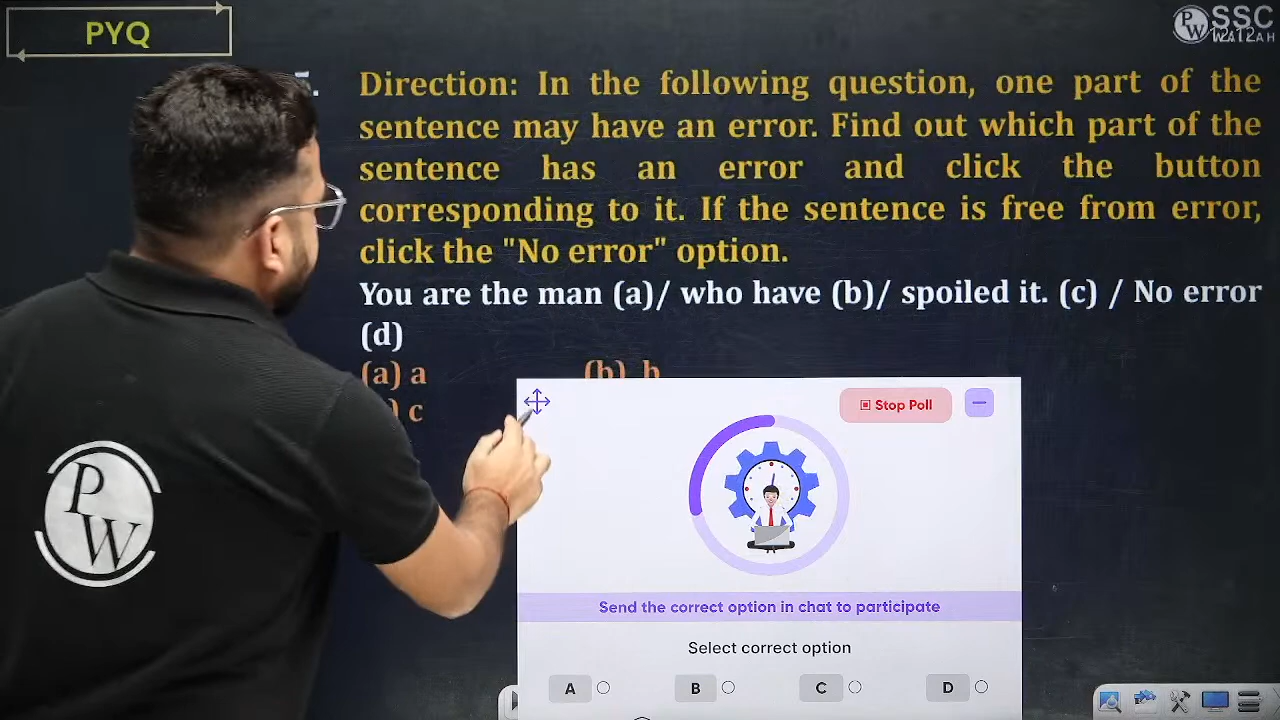 PYQ
SSC
Direction: In the following question, one part of the
sentence may have an error. Find out which part of the
sentence has an error and click the button
corresponding to it. If the sentence is free from error,
click the "No error" option.
You are the man (a)/ who have (b)/ spoiled it. (c) / No error
(d)
(a) a (b) b
) c
Stop Poll
Send the correct option in chat to participate
Select correct option
A B C D
P
W
PW